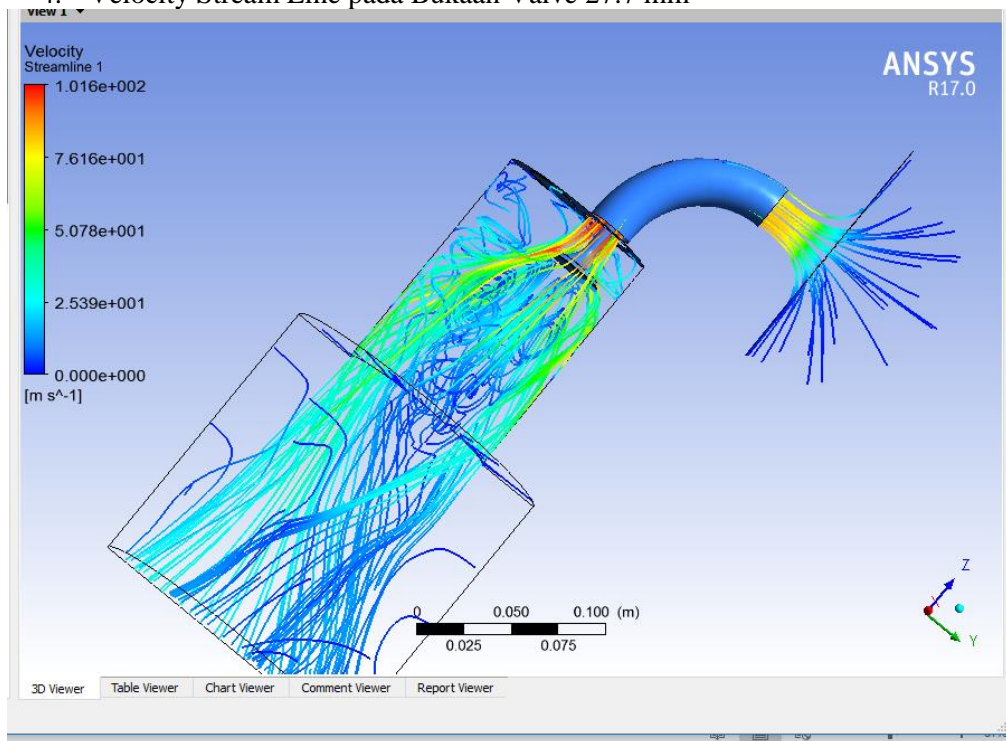 4. Velocity Stream Line pada Bukaan Valve 27.7 mm
View 1
Velocity
Streamline 1
1.016e+002
7.616e+001
5.078e+001
2.539e+001
0.000e+000
[m s^-1]
ANSYS
R17.0
Z
X
Y
0 0.050 0.100 (m)
0.025 0.075
3D Viewer Table Viewer Chart Viewer Comment Viewer Report Viewer